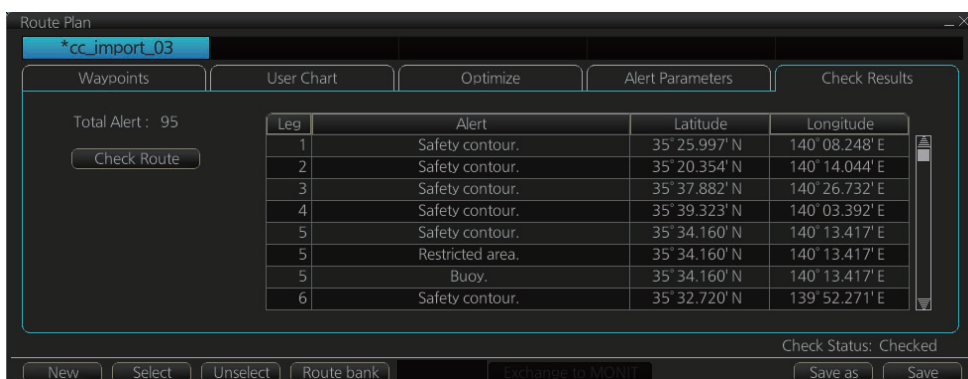 Route Plan
*cc_import_03
Waypoints User Chart Optimize Alert Parameters Check Results
Total Alert : 95
Check Route
Leg Alert Latitude Longitude
1 Safety contour. 35°25.997' N 140°08.248' E
2 Safety contour. 35°20.354' N 140°14.044' E
3 Safety contour. 35°37.882' N 140°26.732' E
4 Safety contour. 35°39.323' N 140°03.392' E
5 Safety contour. 35°34.160' N 140°13.417' E
5 Restricted area. 35°34.160' N 140°13.417' E
5 Buoy. 35°34.160' N 140°13.417' E
6 Safety contour. 35°32.720' N 139°52.271' E
Check Status: Checked
New Select Unselect Route bank Exchange to MONIT Save as Save